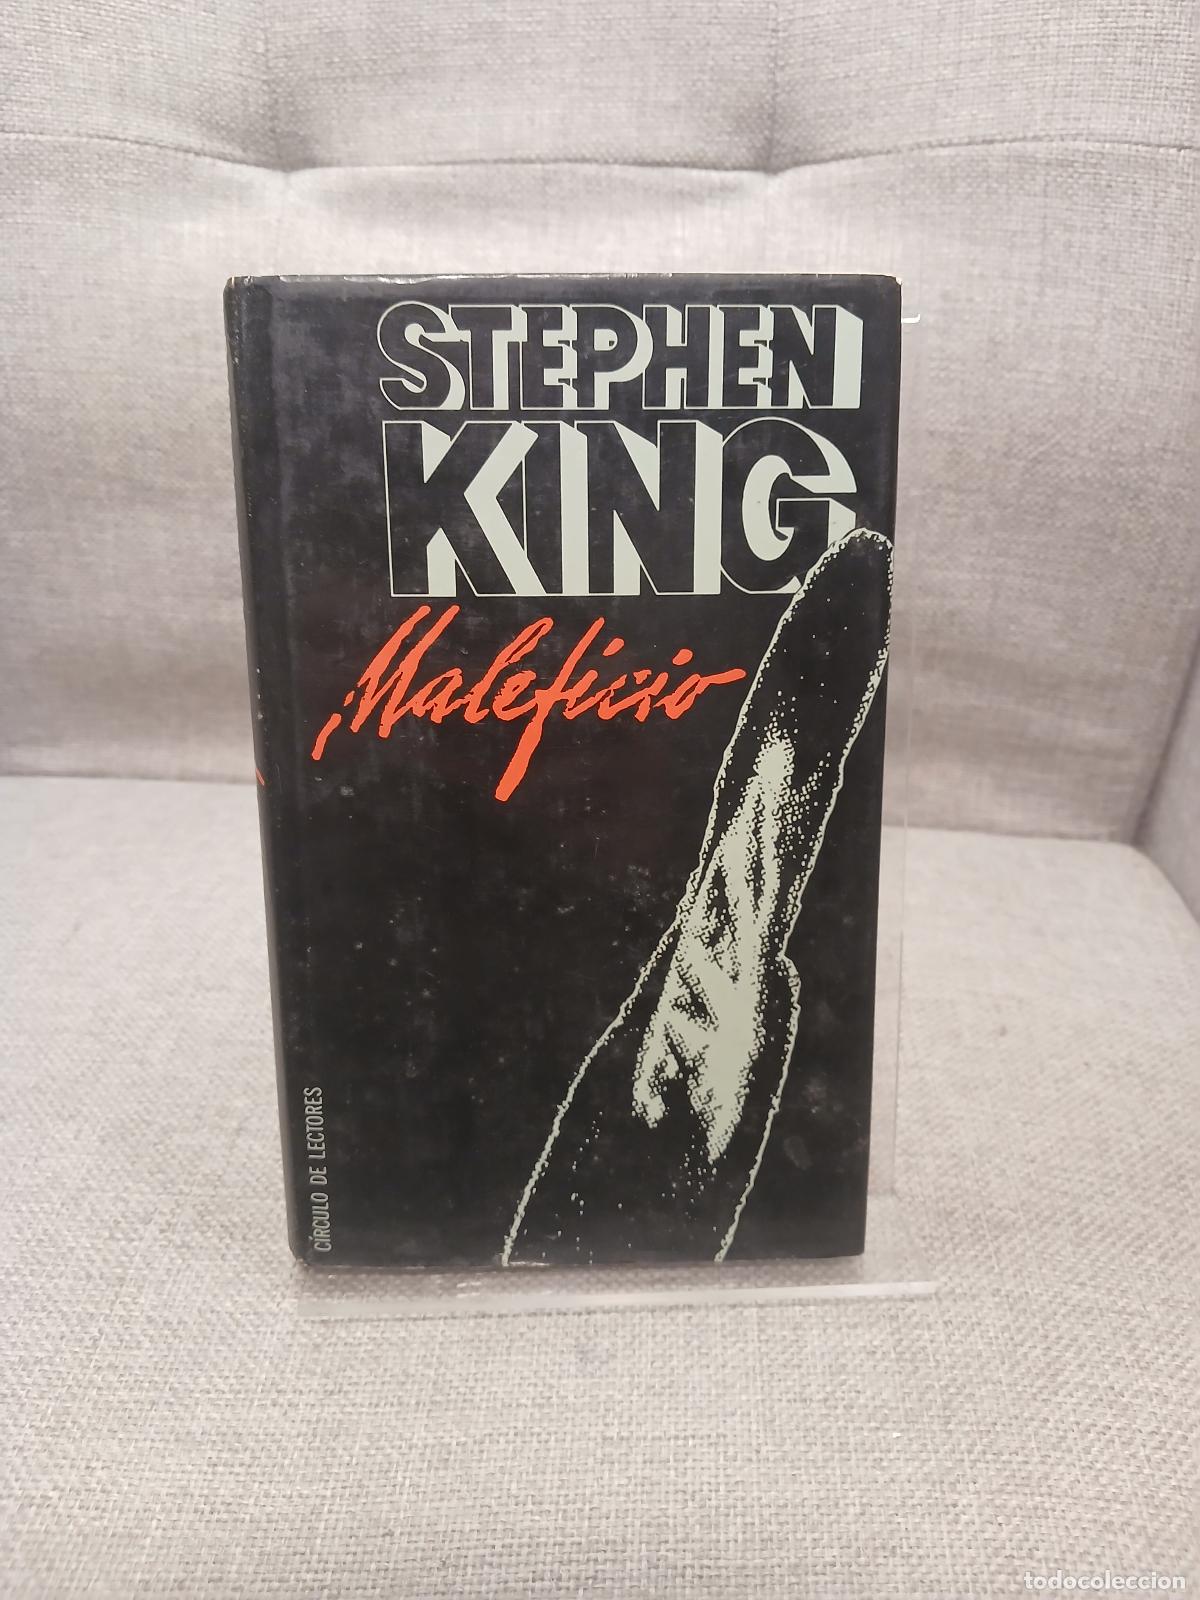 STEPHEN
KING
Maleficio
CÍRCULO DE LECTORES
todocoleccion